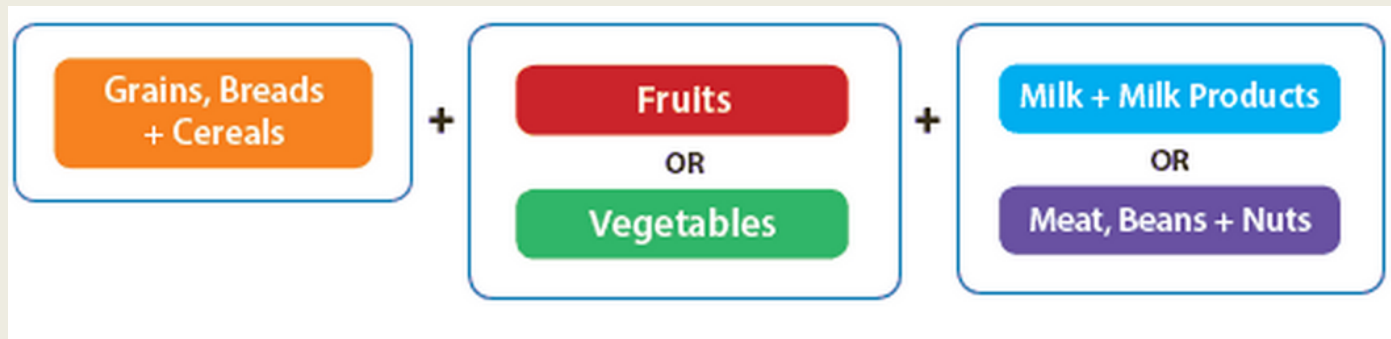 Grains, Breads
+ Cereals
+
Fruits
OR
Vegetables
+
Milk + Milk Products
OR
Meat, Beans + Nuts